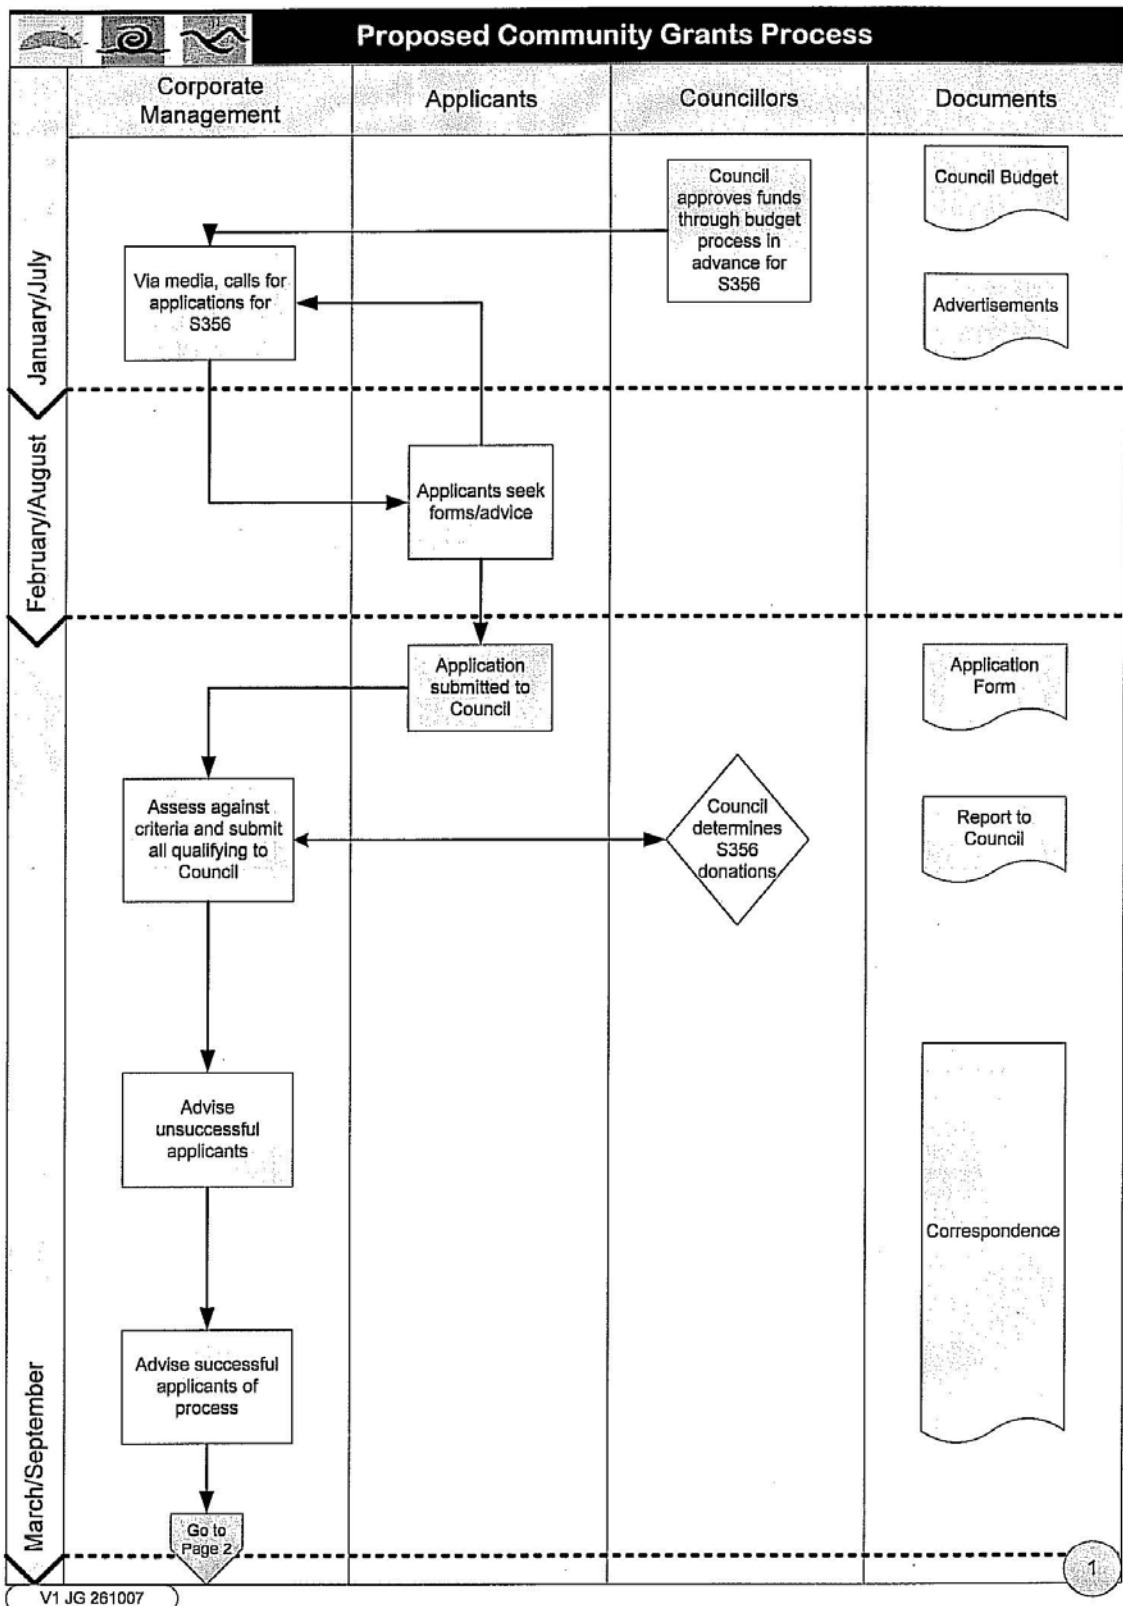 Proposed Community Grants Process
Corporate
Management
Applicants
Councillors
Documents
January/July
Council
approves funds
through budget
process in
advance for
S356
Council Budget
Via media, calls for
applications for
S356
Advertisements
February/August
Applicants seek
forms/advice
March/September
Application
submitted to
Council
Application
Form
Assess against
criteria and submit
all qualifying to
Council
Council
determines
S356
donations
Report to
Council
Advise
unsuccessful
applicants
Correspondence
Advise successful
applicants of
process
Go to
Page 2
1
V1 JG 261007